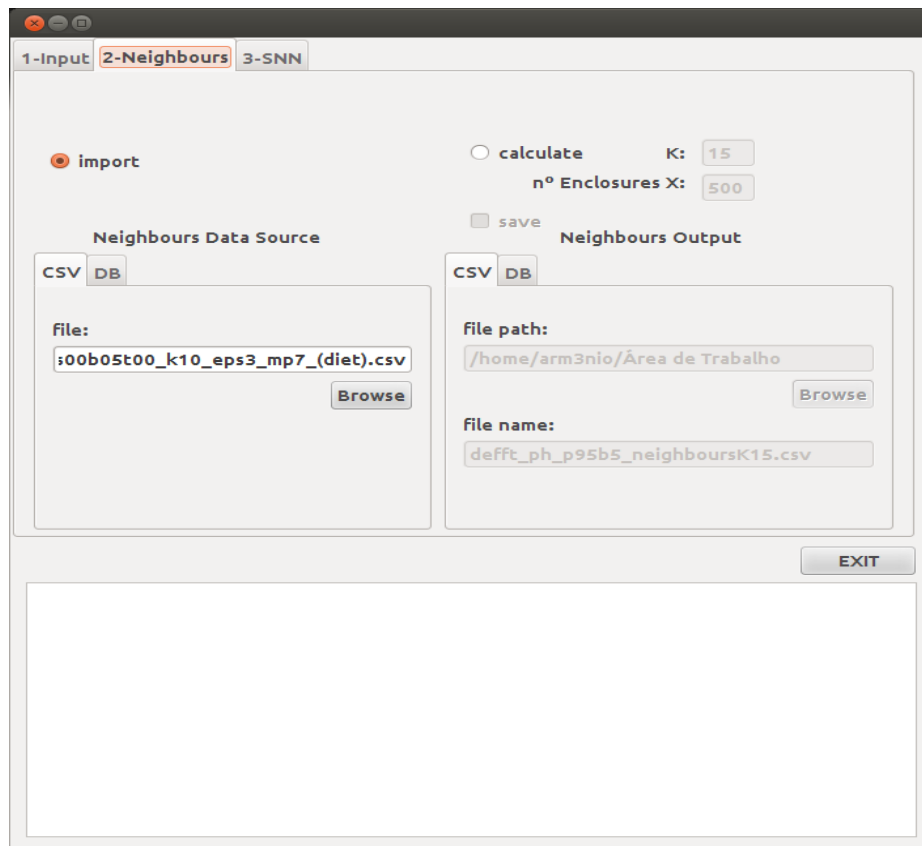 1-Input 2-Neighbours 3-SNN
import
calculate K: 15
nº Enclosures X: 500
save
Neighbours Data Source
CSV DB
file:
s00b05t00_k10_eps3_mp7_(diet).csv
Browse
Neighbours Output
CSV DB
file path:
/home/arm3nio/Área de Trabalho
Browse
file name:
defft_ph_p95b5_neighboursK15.csv
EXIT